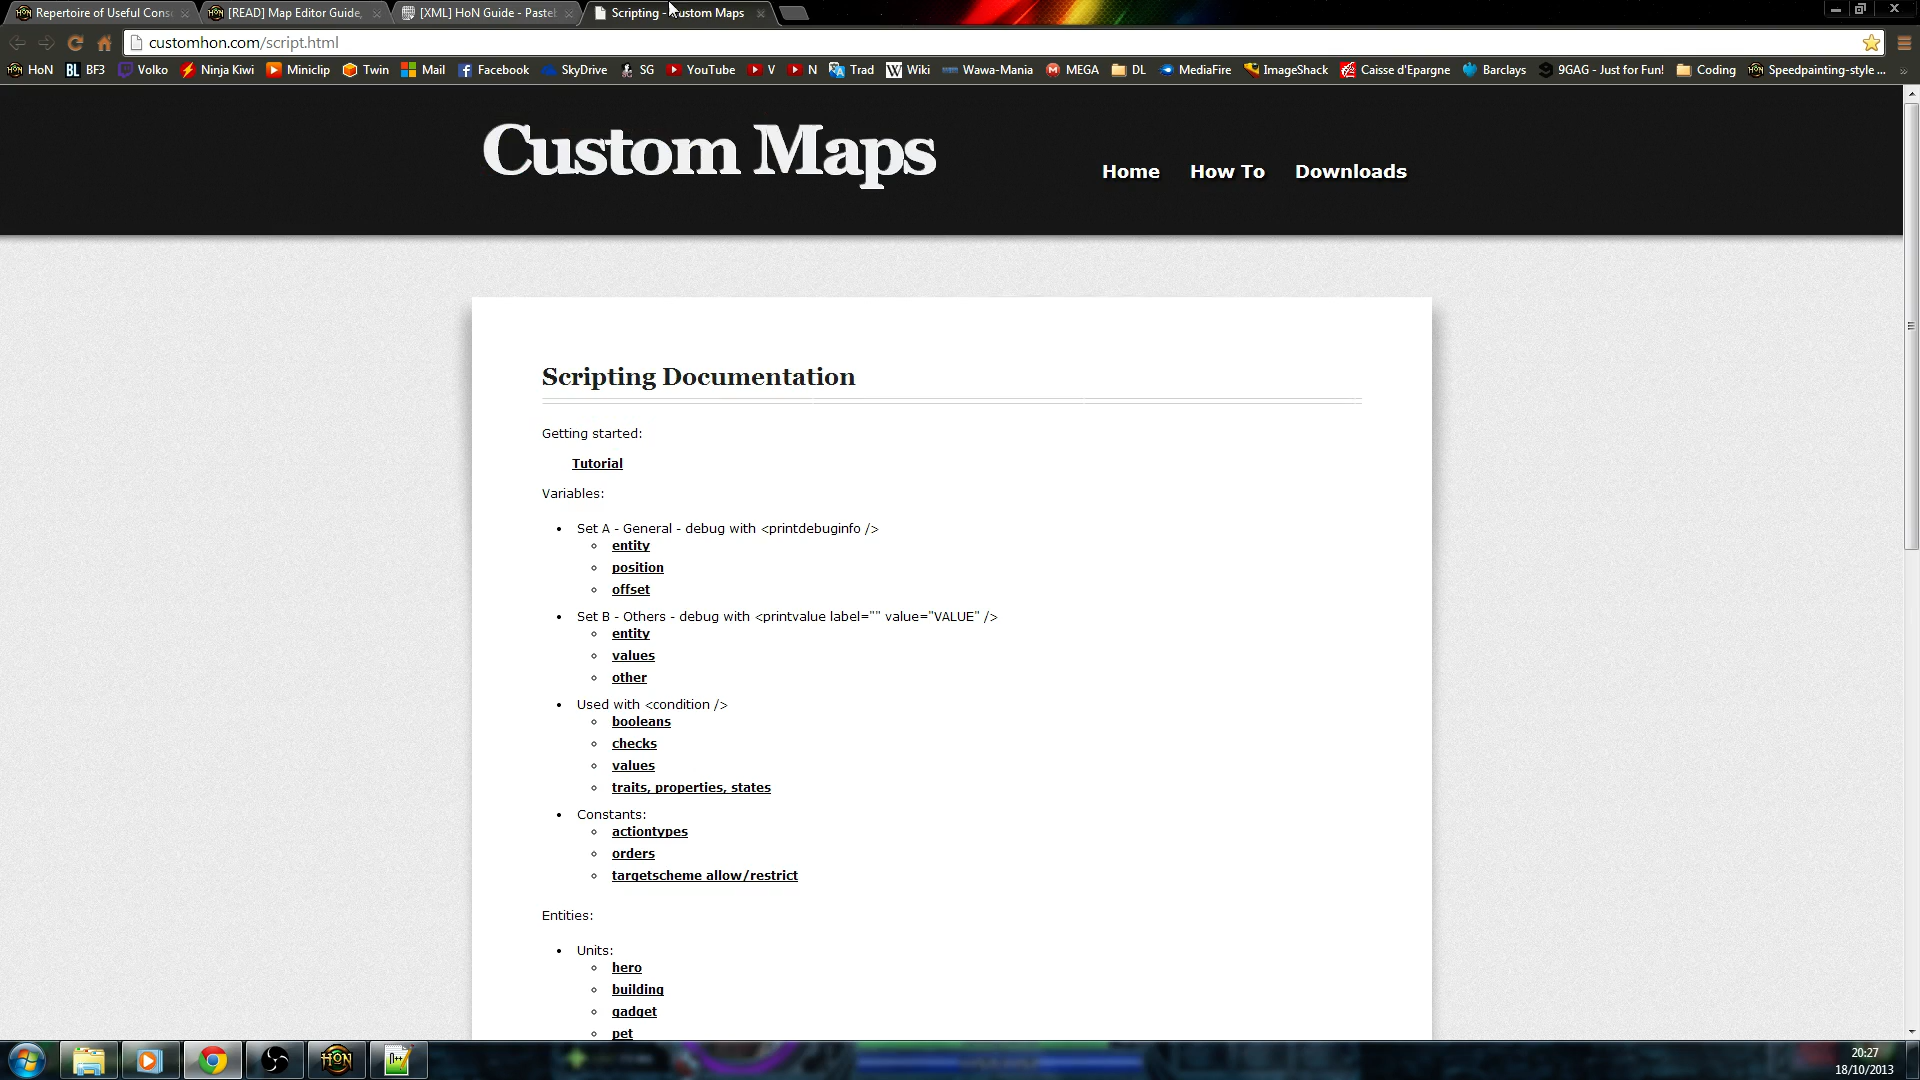 Repertoire of Useful Cons
[READ] Map Editor Guide,
[XML] HoN Guide - Paste
Scripting - Custom Maps
customhon.com/script.html
HoN BF3 Volko Ninja Kiwi Miniclip Twin Mail Facebook SkyDrive SG YouTube V N Trad Wiki Wawa-Mania MEGA DL MediaFire ImageShack Caisse d'Epargne Barclays 9GAG - Just for Fun! Coding Speedpainting-style ...
Custom Maps
Home How To Downloads
Scripting Documentation
Getting started:
Tutorial
Variables:
Set A - General - debug with <printdebuginfo />
entity
position
offset
Set B - Others - debug with <printvalue label="" value="VALUE" />
entity
values
other
Used with <condition />
booleans
checks
values
traits, properties, states
Constants:
actiontypes
orders
targetscheme allow/restrict
Entities:
Units:
hero
building
gadget
pet
20:27
18/10/2013